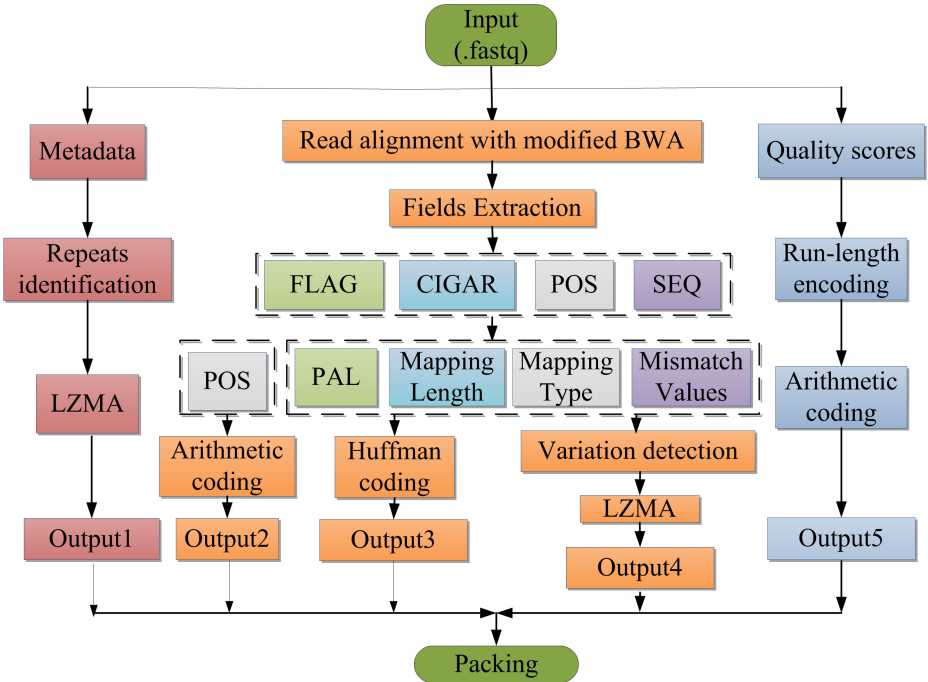 Input
(.fastq)
Metadata
Read alignment with modified BWA
Quality scores
Fields Extraction
Repeats
identification
Run-length
encoding
FLAG
CIGAR
POS
SEQ
POS
PAL
Mapping
Length
Mapping
Type
Mismatch
Values
LZMA
Arithmetic
coding
Arithmetic
coding
Huffman
coding
Variation detection
LZMA
Output1
Output2
Output3
Output4
Output5
Packing